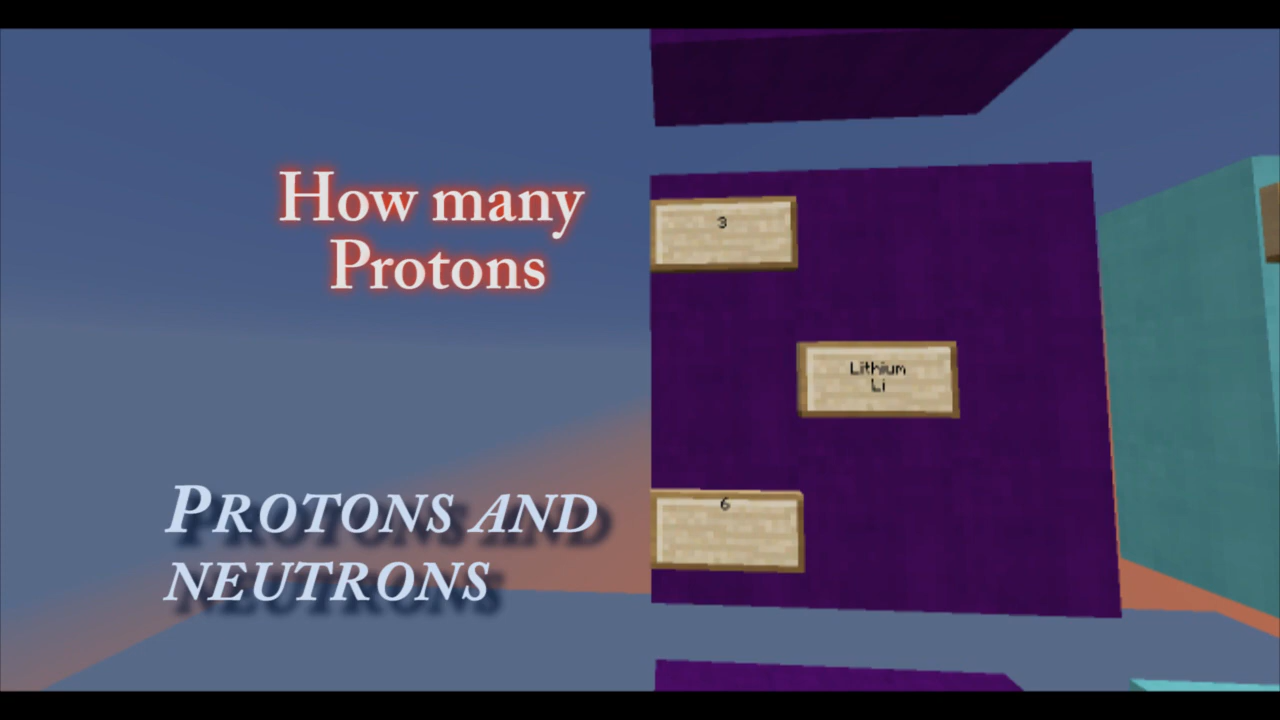 How many
Protons
3
Lithium
Li
PROTONS AND
NEUTRONS
6